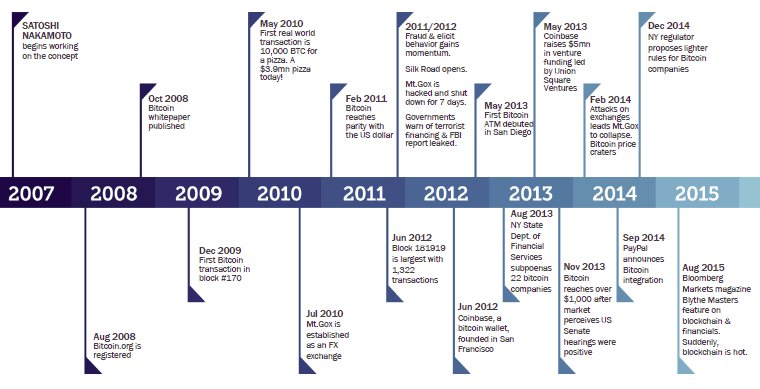 SATOSHI
NAKAMOTO
begins working
on the concept
Oct 2008
Bitcoin
whitepaper
published
May 2010
First real world
transaction is
10,000 BTC for
a pizza. A
$3.9mn pizza
today!
Feb 2011
Bitcoin
reaches
parity with
the US dollar
2011/2012
Fraud & elicit
behavior gains
momentum.
Silk Road opens.
Mt.Gox is
hacked and shut
down for 7 days.
Governments
warn of terrorist
financing & FBI
report leaked.
May 2013
First Bitcoin
ATM debuted
in San Diego
May 2013
Coinbase
raises $5mn
in venture
funding led
by Union
Square
Ventures
Feb 2014
Attacks on
exchanges
leads Mt.Gox
to collapse.
Bitcoin price
craters
Dec 2014
NY regulator
proposes lighter
rules for Bitcoin
companies
2007 2008 2009 2010 2011 2012 2013 2014 2015
Aug 2008
Bitcoin.org is
registered
Dec 2009
First Bitcoin
transaction in
block #170
Jul 2010
Mt.Gox is
established
as an FX
exchange
Jun 2012
Block 181919
is largest with
1,322
transactions
Jun 2012
Coinbase, a
bitcoin wallet,
founded in San
Francisco
Aug 2013
NY State
Dept. of
Financial
Services
subpoenas
22 bitcoin
companies
Nov 2013
Bitcoin
reaches over
$1,000 after
market
perceives US
Senate
hearings were
positive
Sep 2014
PayPal
announces
Bitcoin
integration
Aug 2015
Bloomberg
Markets magazine
Blythe Masters
feature on
blockchain &
financials.
Suddenly,
blockchain is hot.